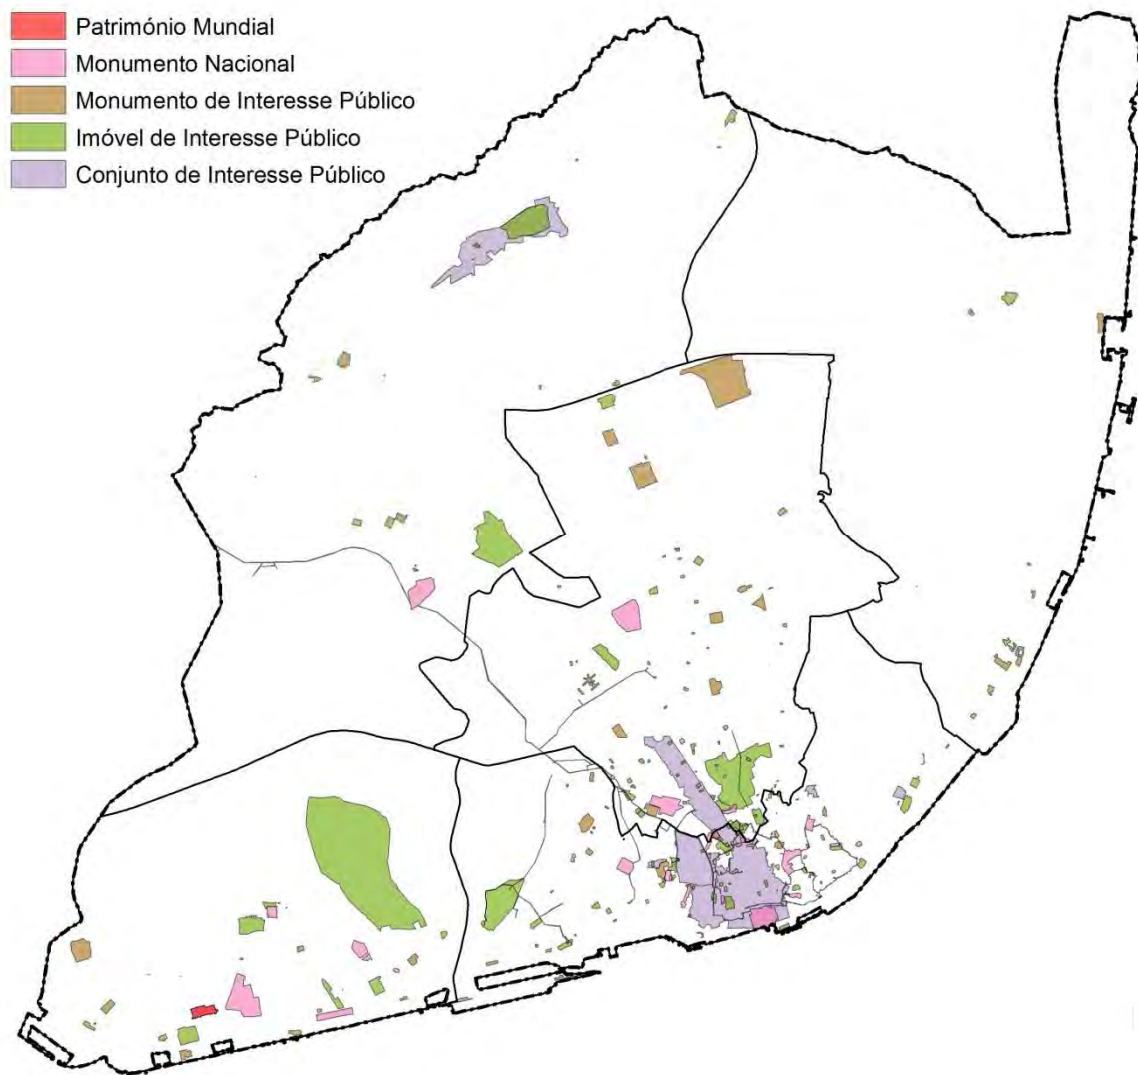 Património Mundial
Monumento Nacional
Monumento de Interesse Público
Imóvel de Interesse Público
Conjunto de Interesse Público